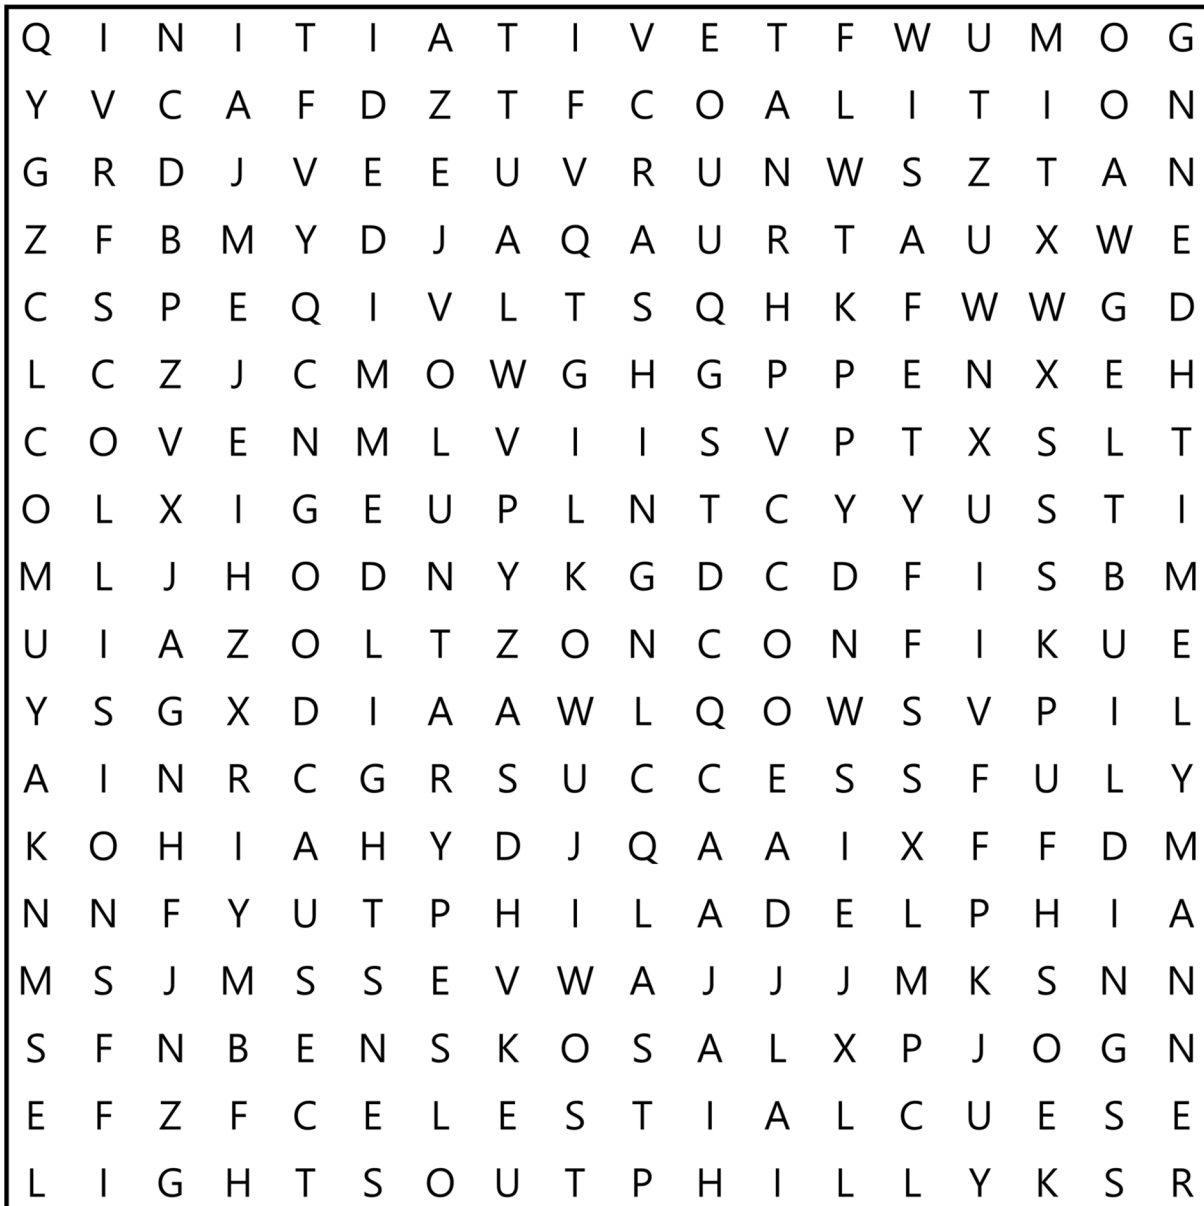 Q I N I T I A T I V E T F W U M O G
Y V C A F D Z T F C O A L I T I O N
G R D J V E E U V R U N W S Z T A N
Z F B M Y D J A Q A U R T A U X W E
C S P E Q I V L T S Q H K F W W G D
L C Z J C M O W G H G P P E N X E H
C O V E N M L V I I S V P T X S L T
O L X I G E U P L N T C Y Y U S T I
M L J H O D N Y K G D C D F I S B M
U I A Z O L T Z O N C O N F I K U E
Y S G X D I A A W L Q O W S V P I L
A I N R C G R S U C C E S S F U L Y
K O H I A H Y D J Q A A I X F F D M
N N F Y U T P H I L A D E L P H I A
M S J M S S E V W A J J J M K S N N
S F N B E N S K O S A L X P J O G N
E F Z F C E L E S T I A L C U E S E
L I G H T S O U T P H I L L Y K S R